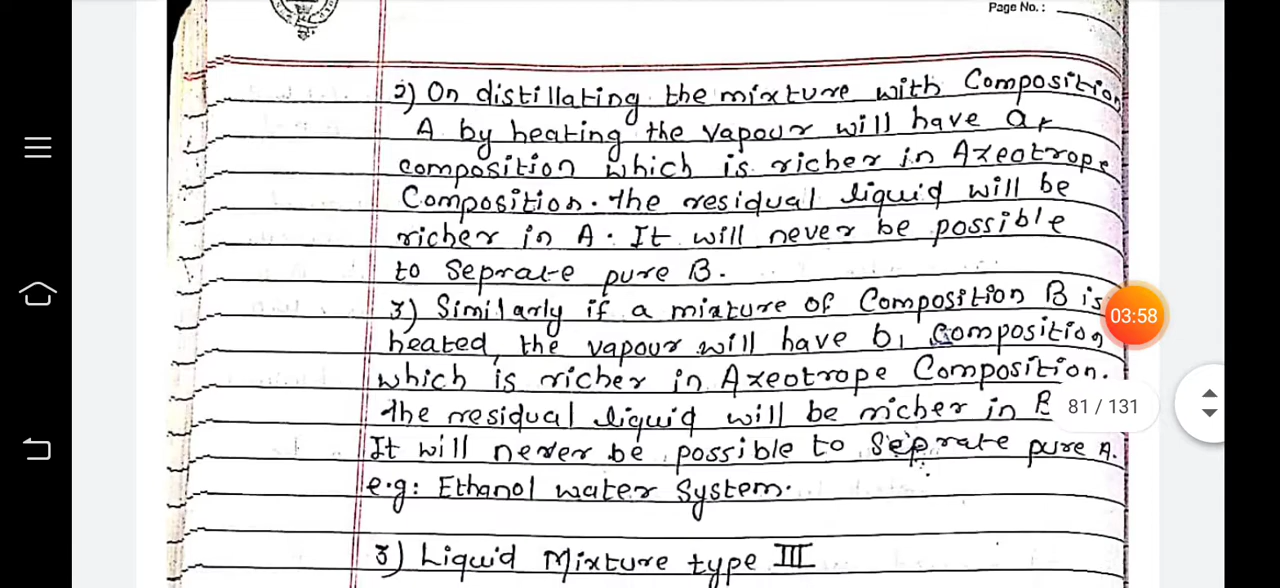 Page No. :
2) On distillating the mixture with Composition
A by heating the vapour will have a,
composition which is richer in Azeotrope
Composition. the residual liquid will be
richer in A. It will never be possible
to Seprate pure B.
3) Similarly if a mixture of Composition B is
heated, the vapour will have b1 Composition
which is richer in Azeotrope Composition.
the residual liquid will be richer in B
It will never be possible to Seprate pure A.
e.g: Ethanol water System.
3) Liquid Mixture type III
03:58
81 / 131